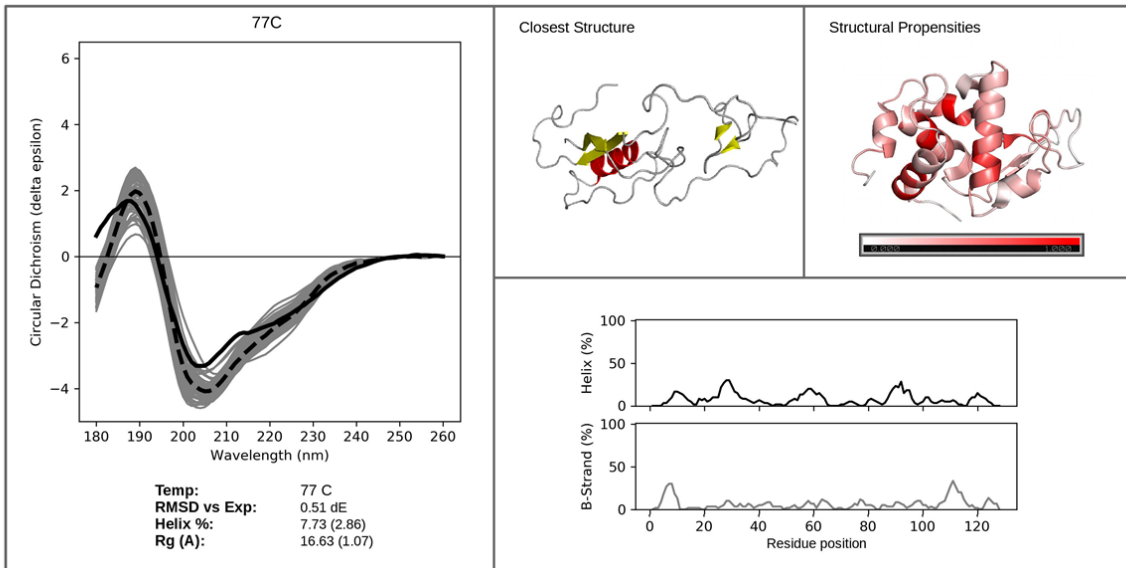 77C
6
4
2
0
−2
−4
Circular Dichroism (delta epsilon)
180 190 200 210 220 230 240 250 260
Wavelength (nm)
Temp: 77 C
RMSD vs Exp: 0.51 dE
Helix %: 7.73 (2.86)
Rg (A): 16.63 (1.07)
Closest Structure
Structural Propensities
0.000 1.000
100
50
0
Helix (%)
100
50
0
B-Strand (%)
0 20 40 60 80 100 120
Residue position